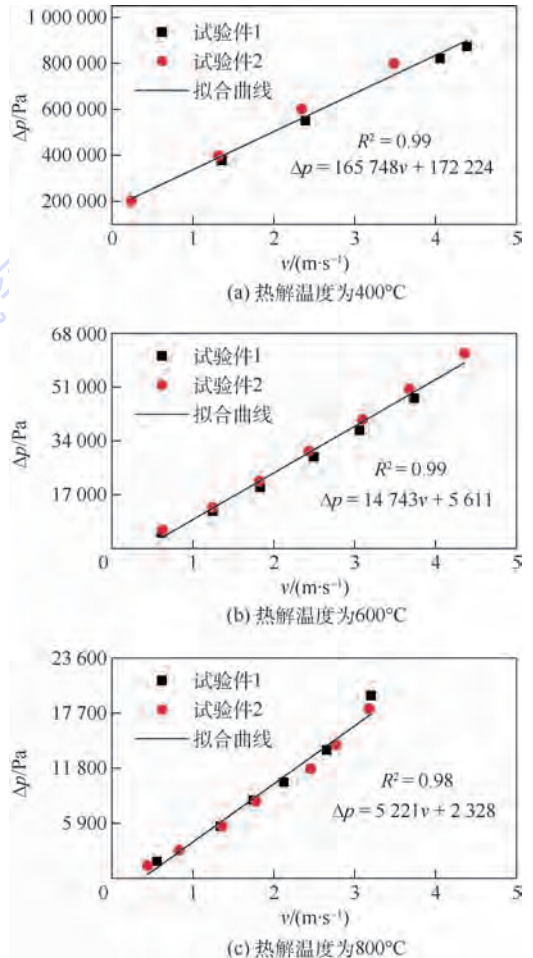 1 000 000
800 000
600 000
400 000
200 000
Δp/Pa
试验件1
试验件2
拟合曲线
R² = 0.99
Δp = 165 748v + 172 224
0 1 2 3 4 5
v/(m·s⁻¹)
(a) 热解温度为400°C
68 000
51 000
34 000
17 000
Δp/Pa
试验件1
试验件2
拟合曲线
R² = 0.99
Δp = 14 743v + 5 611
0 1 2 3 4 5
v/(m·s⁻¹)
(b) 热解温度为600°C
23 600
17 700
11 800
5 900
Δp/Pa
试验件1
试验件2
拟合曲线
R² = 0.98
Δp = 5 221v + 2 328
0 1 2 3 4 5
v/(m·s⁻¹)
(c) 热解温度为800°C